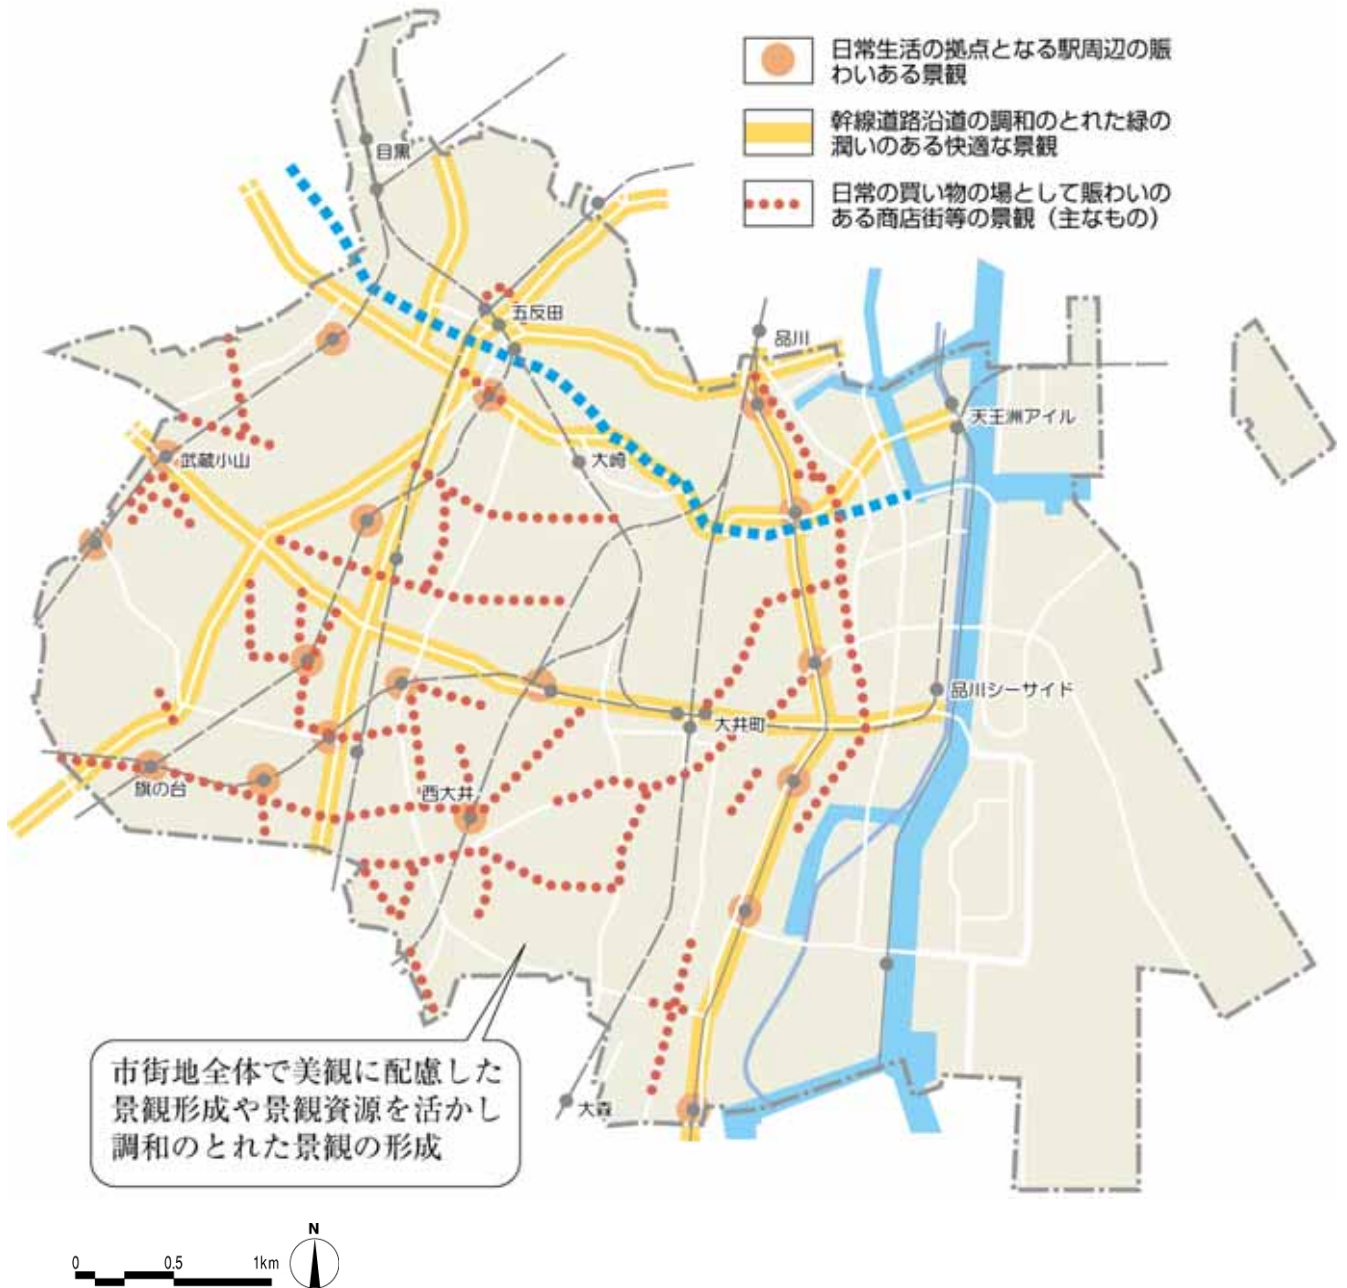 日常生活の拠点となる駅周辺の賑
わいある景観
幹線道路沿道の調和のとれた緑の
潤いのある快適な景観
日常の買い物の場として賑わいの
ある商店街等の景観（主なもの）
目黒
五反田
品川
天王洲アイル
武蔵小山
大崎
品川シーサイド
大井町
旗の台
西大井
大森
市街地全体で美観に配慮した
景観形成や景観資源を活かし
調和のとれた景観の形成
N
0 0.5 1km